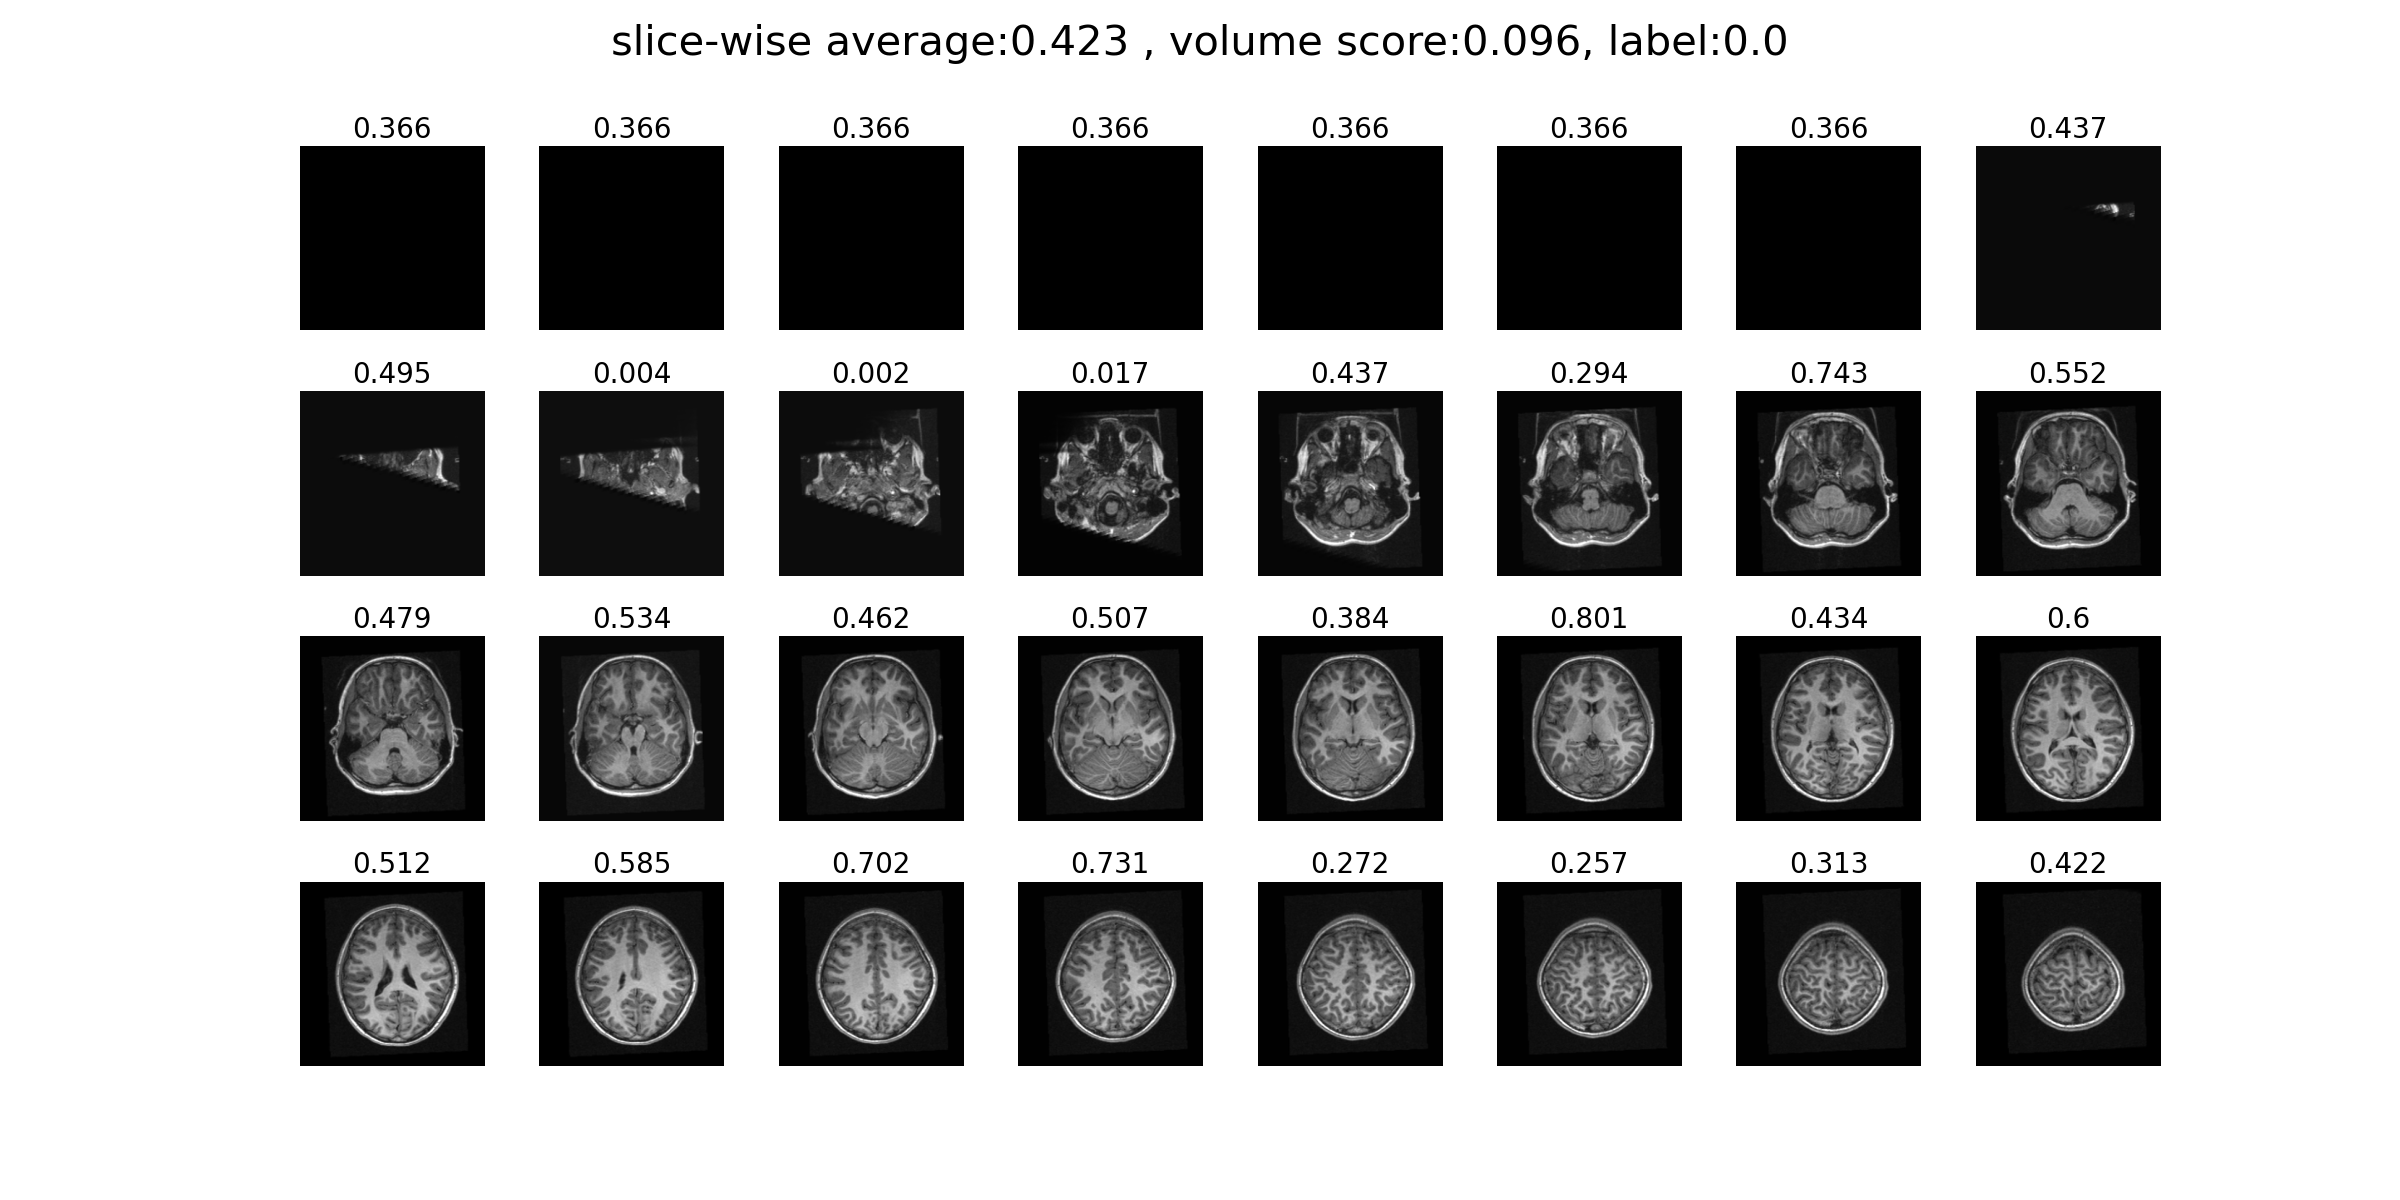 slice-wise average:0.423 , volume score:0.096, label:0.0
0.366 0.366 0.366 0.366 0.366 0.366 0.366 0.437
0.495 0.004 0.002 0.017 0.437 0.294 0.743 0.552
0.479 0.534 0.462 0.507 0.384 0.801 0.434 0.6
0.512 0.585 0.702 0.731 0.272 0.257 0.313 0.422